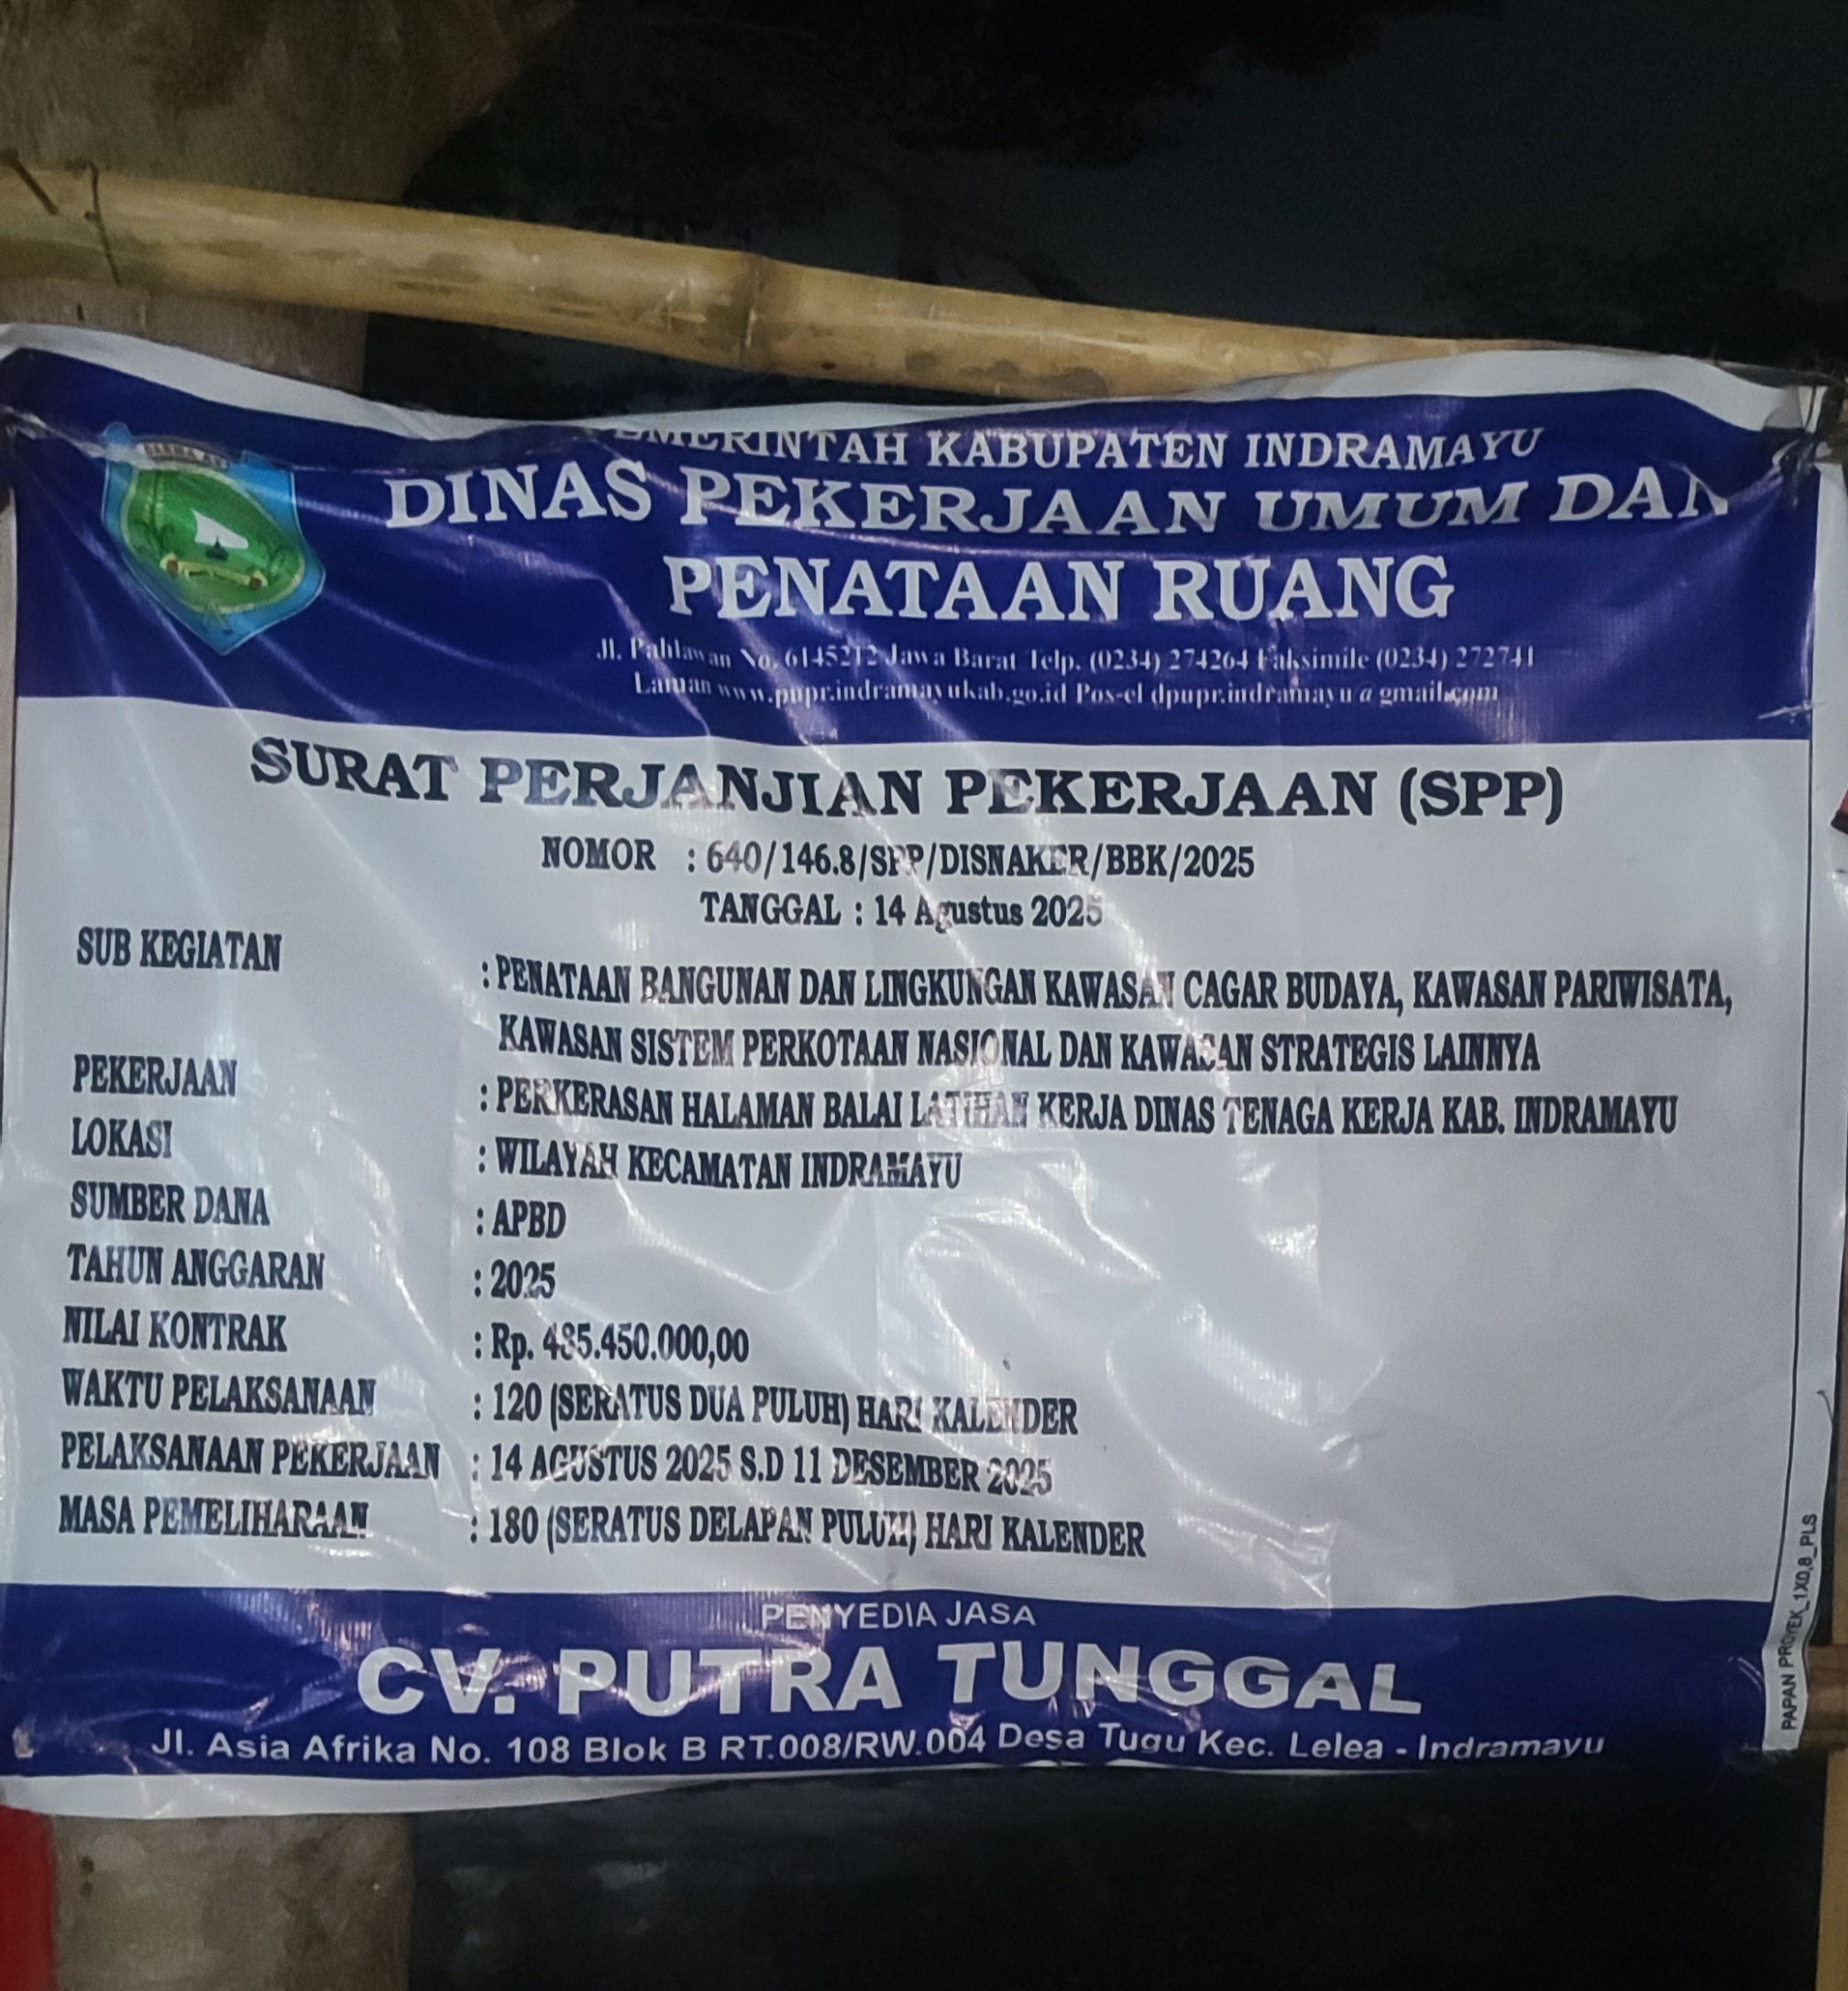 PEMERINTAH KABUPATEN INDRAMAYU
DINAS PEKERJAAN UMUM DAN
PENATAAN RUANG
Jl. Pahlawan No. 6145212 Jawa Barat Telp. (0234) 274264 Faksimile (0234) 272741
Laman www.pupr.indramayukab.go.id Pos-el dpupr.indramayu@gmail.com
SURAT PERJANJIAN PEKERJAAN (SPP)
NOMOR : 640/146.8/SPP/DISNAKER/BBK/2025
TANGGAL : 14 Agustus 2025
SUB KEGIATAN : PENATAAN BANGUNAN DAN LINGKUNGAN KAWASAN CAGAR BUDAYA, KAWASAN PARIWISATA,
KAWASAN SISTEM PERKOTAAN NASIONAL DAN KAWASAN STRATEGIS LAINNYA
PEKERJAAN : PERKERASAN HALAMAN BALAI LATIHAN KERJA DINAS TENAGA KERJA KAB. INDRAMAYU
LOKASI : WILAYAH KECAMATAN INDRAMAYU
SUMBER DANA : APBD
TAHUN ANGGARAN : 2025
NILAI KONTRAK : Rp. 485.450.000,00
WAKTU PELAKSANAAN : 120 (SERATUS DUA PULUH) HARI KALENDER
PELAKSANAAN PEKERJAAN : 14 AGUSTUS 2025 S.D 11 DESEMBER 2025
MASA PEMELIHARAAN : 180 (SERATUS DELAPAN PULUH) HARI KALENDER
PENYEDIA JASA
CV. PUTRA TUNGGAL
Jl. Asia Afrika No. 108 Blok B RT.008/RW.004 Desa Tugu Kec. Lelea - Indramayu
PAPAN PROYEK_1X0,8_PLS